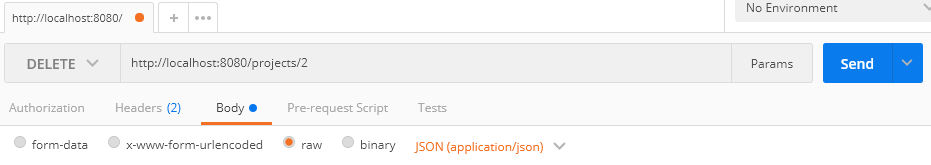 http://localhost:8080/ + ••• No Environment
DELETE http://localhost:8080/projects/2 Params Send
Authorization Headers (2) Body Pre-request Script Tests
form-data x-www-form-urlencoded raw binary JSON (application/json)